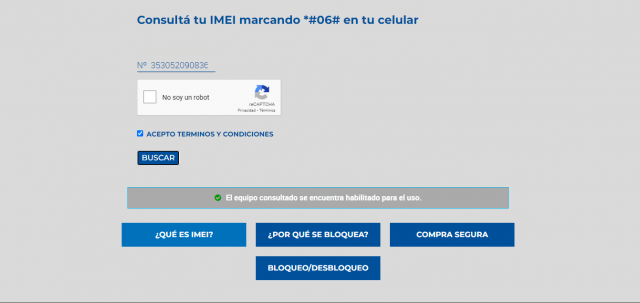 Consultá tu IMEI marcando *#06# en tu celular
Nº 353052090836
No soy un robot
reCAPTCHA
Privacidad - Términos
ACEPTO TERMINOS Y CONDICIONES
BUSCAR
El equipo consultado se encuentra habilitado para el uso.
¿QUÉ ES IMEI?
¿POR QUÉ SE BLOQUEA?
COMPRA SEGURA
BLOQUEO/DESBLOQUEO